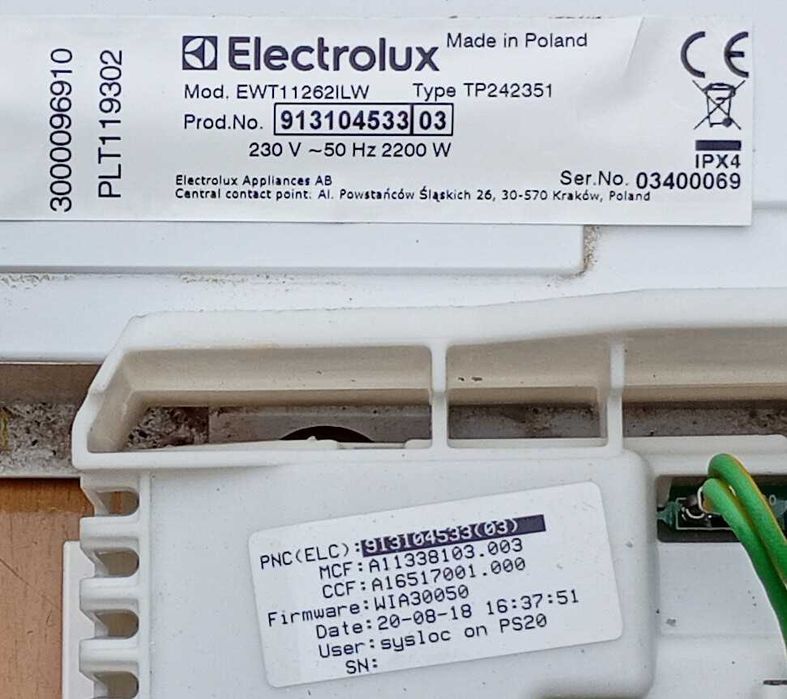 3000096910
PLT119302
Electrolux Made in Poland
Mod. EWT11262ILW Type TP242351
Prod.No. 913104533 03
230 V ~50 Hz 2200 W
CE
IPX4
Electrolux Appliances AB Ser.No. 03400069
Central contact point: Al. Powstańców Śląskich 26, 30-570 Kraków, Poland
PNC(ELC):913104533(03)
MCF:A11338103.003
CCF:A16517001.000
Firmware:WIA30050
Date:20-08-18 16:37:51
User:sysloc on PS20
SN: